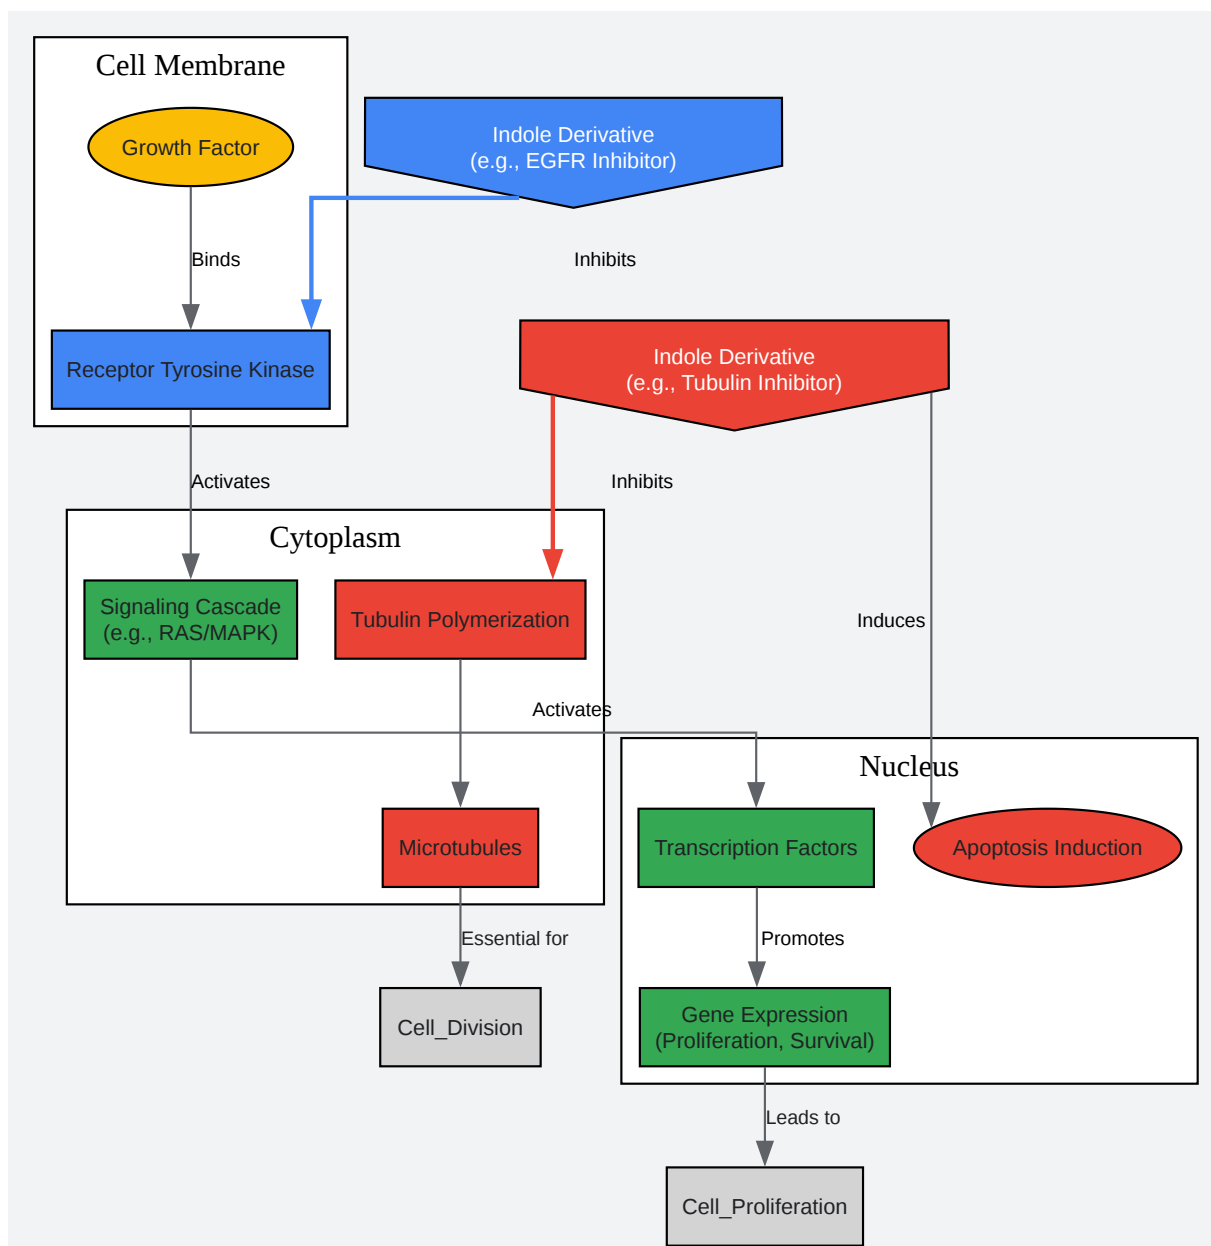 Cell Membrane
Growth Factor
Indole Derivative
(e.g., EGFR Inhibitor)
Binds
Inhibits
Receptor Tyrosine Kinase
Indole Derivative
(e.g., Tubulin Inhibitor)
Activates
Inhibits
Cytoplasm
Signaling Cascade
(e.g., RAS/MAPK)
Tubulin Polymerization
Induces
Activates
Nucleus
Microtubules
Transcription Factors
Apoptosis Induction
Essential for
Promotes
Cell_Division
Gene Expression
(Proliferation, Survival)
Leads to
Cell_Proliferation